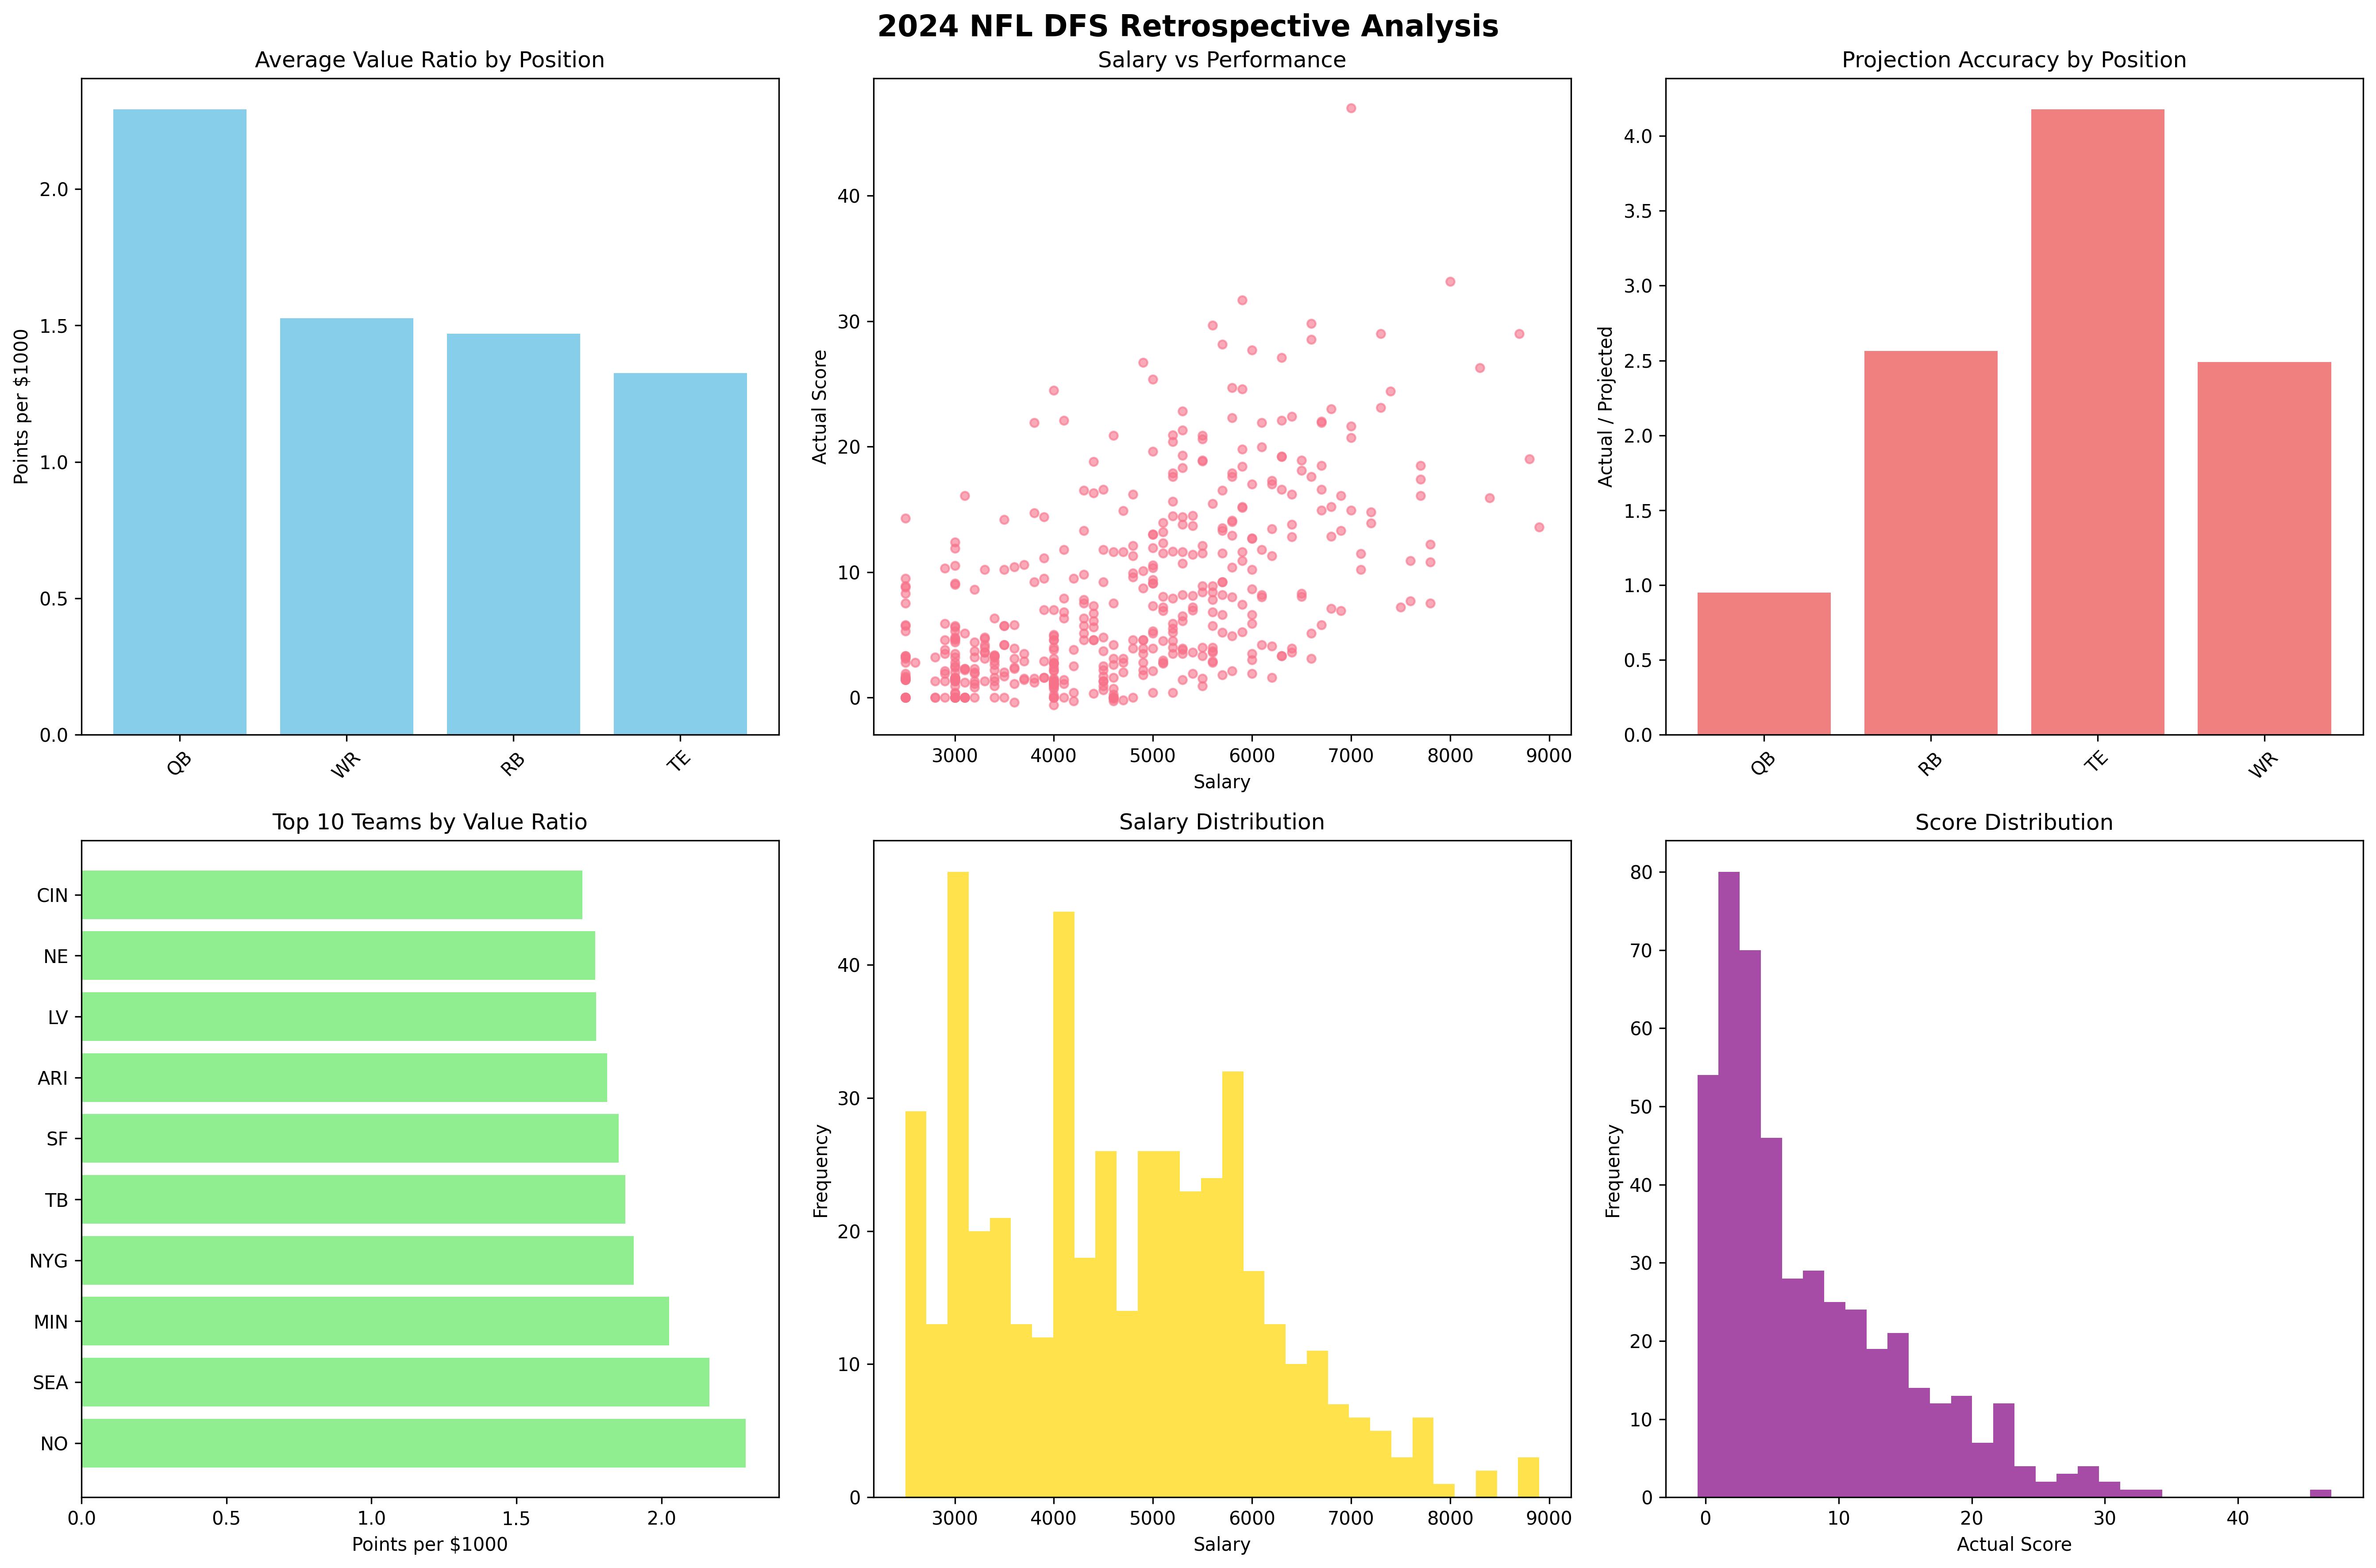 2024 NFL DFS Retrospective Analysis
Average Value Ratio by Position
Points per $1000
2.0
1.5
1.0
0.5
0.0
QB WR RB TE
Salary vs Performance
Actual Score
40
30
20
10
0
3000 4000 5000 6000 7000 8000 9000
Salary
Projection Accuracy by Position
Actual / Projected
4.0
3.5
3.0
2.5
2.0
1.5
1.0
0.5
0.0
QB RB TE WR
Top 10 Teams by Value Ratio
CIN
NE
LV
ARI
SF
TB
NYG
MIN
SEA
NO
0.0 0.5 1.0 1.5 2.0
Points per $1000
Salary Distribution
Frequency
40
30
20
10
0
3000 4000 5000 6000 7000 8000 9000
Salary
Score Distribution
Frequency
80
70
60
50
40
30
20
10
0
0 10 20 30 40
Actual Score